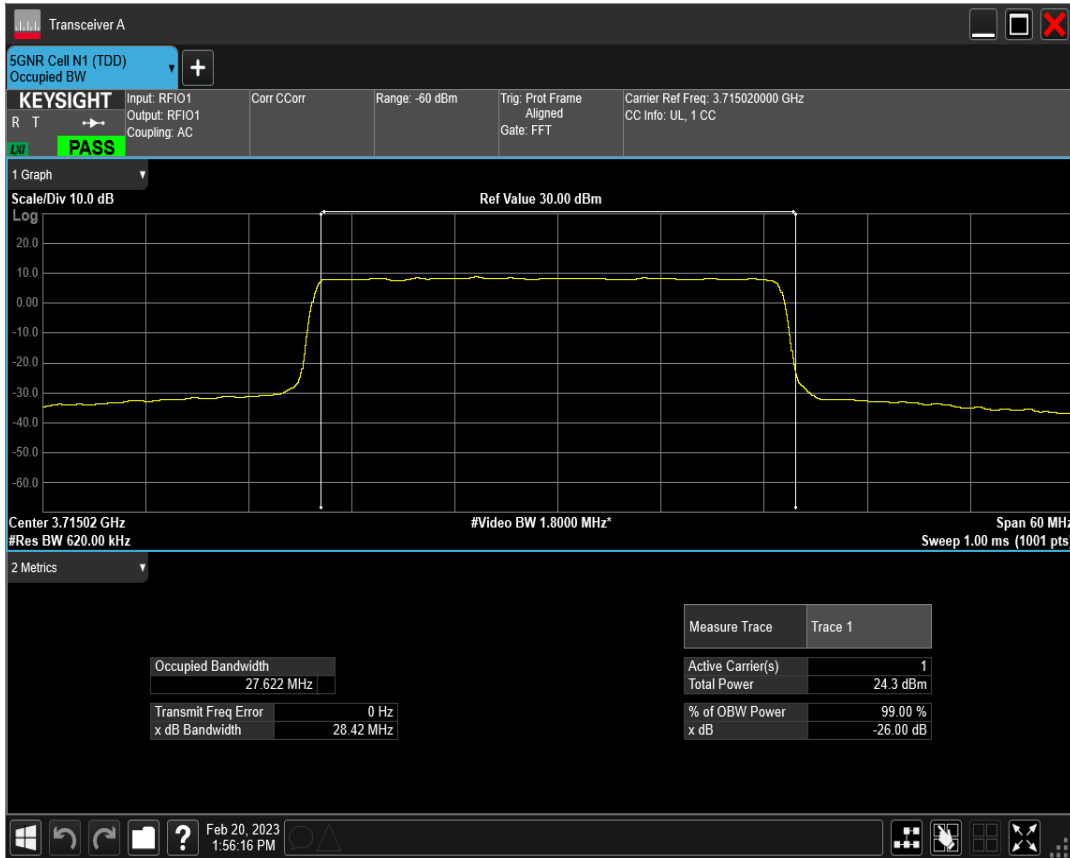 Transceiver A
5GNR Cell N1 (TDD)
Occupied BW
+
KEYSIGHT
R T
LXI
PASS
Input: RFIO1
Output: RFIO1
Coupling: AC
Corr CCorr
Range: -60 dBm
Trig: Prot Frame
Aligned
Gate: FFT
Carrier Ref Freq: 3.715020000 GHz
CC Info: UL, 1 CC
1 Graph
Scale/Div 10.0 dB
Ref Value 30.00 dBm
Log
20.0
10.0
0.00
-10.0
-20.0
-30.0
-40.0
-50.0
-60.0
Center 3.71502 GHz
#Video BW 1.8000 MHz*
Span 60 MHz
#Res BW 620.00 kHz
Sweep 1.00 ms (1001 pts)
2 Metrics
Measure Trace Trace 1
Occupied Bandwidth
27.622 MHz
Transmit Freq Error 0 Hz
x dB Bandwidth 28.42 MHz
Active Carrier(s) 1
Total Power 24.3 dBm
% of OBW Power 99.00 %
x dB -26.00 dB
?
Feb 20, 2023
1:56:16 PM